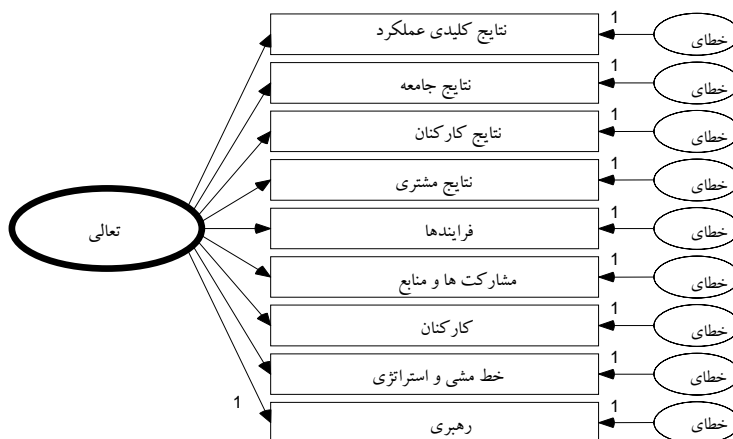 نتایج کلیدی عملکرد
1
خطای
نتایج جامعه
1
خطای
نتایج کارکنان
1
خطای
نتایج مشتری
1
خطای
تعالی
فرایندها
1
خطای
مشارکت ها و منابع
1
خطای
کارکنان
1
خطای
خط مشی و استراتژی
1
خطای
1
رهبری
1
خطای